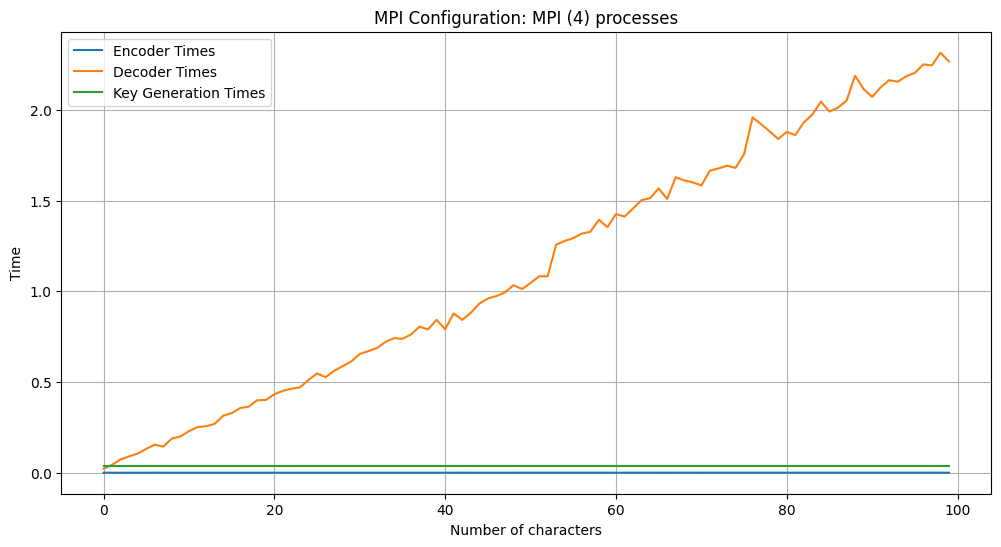 MPI Configuration: MPI (4) processes
Encoder Times
Decoder Times
Key Generation Times
2.0
1.5
1.0
0.5
0.0
Time
0 20 40 60 80 100
Number of characters